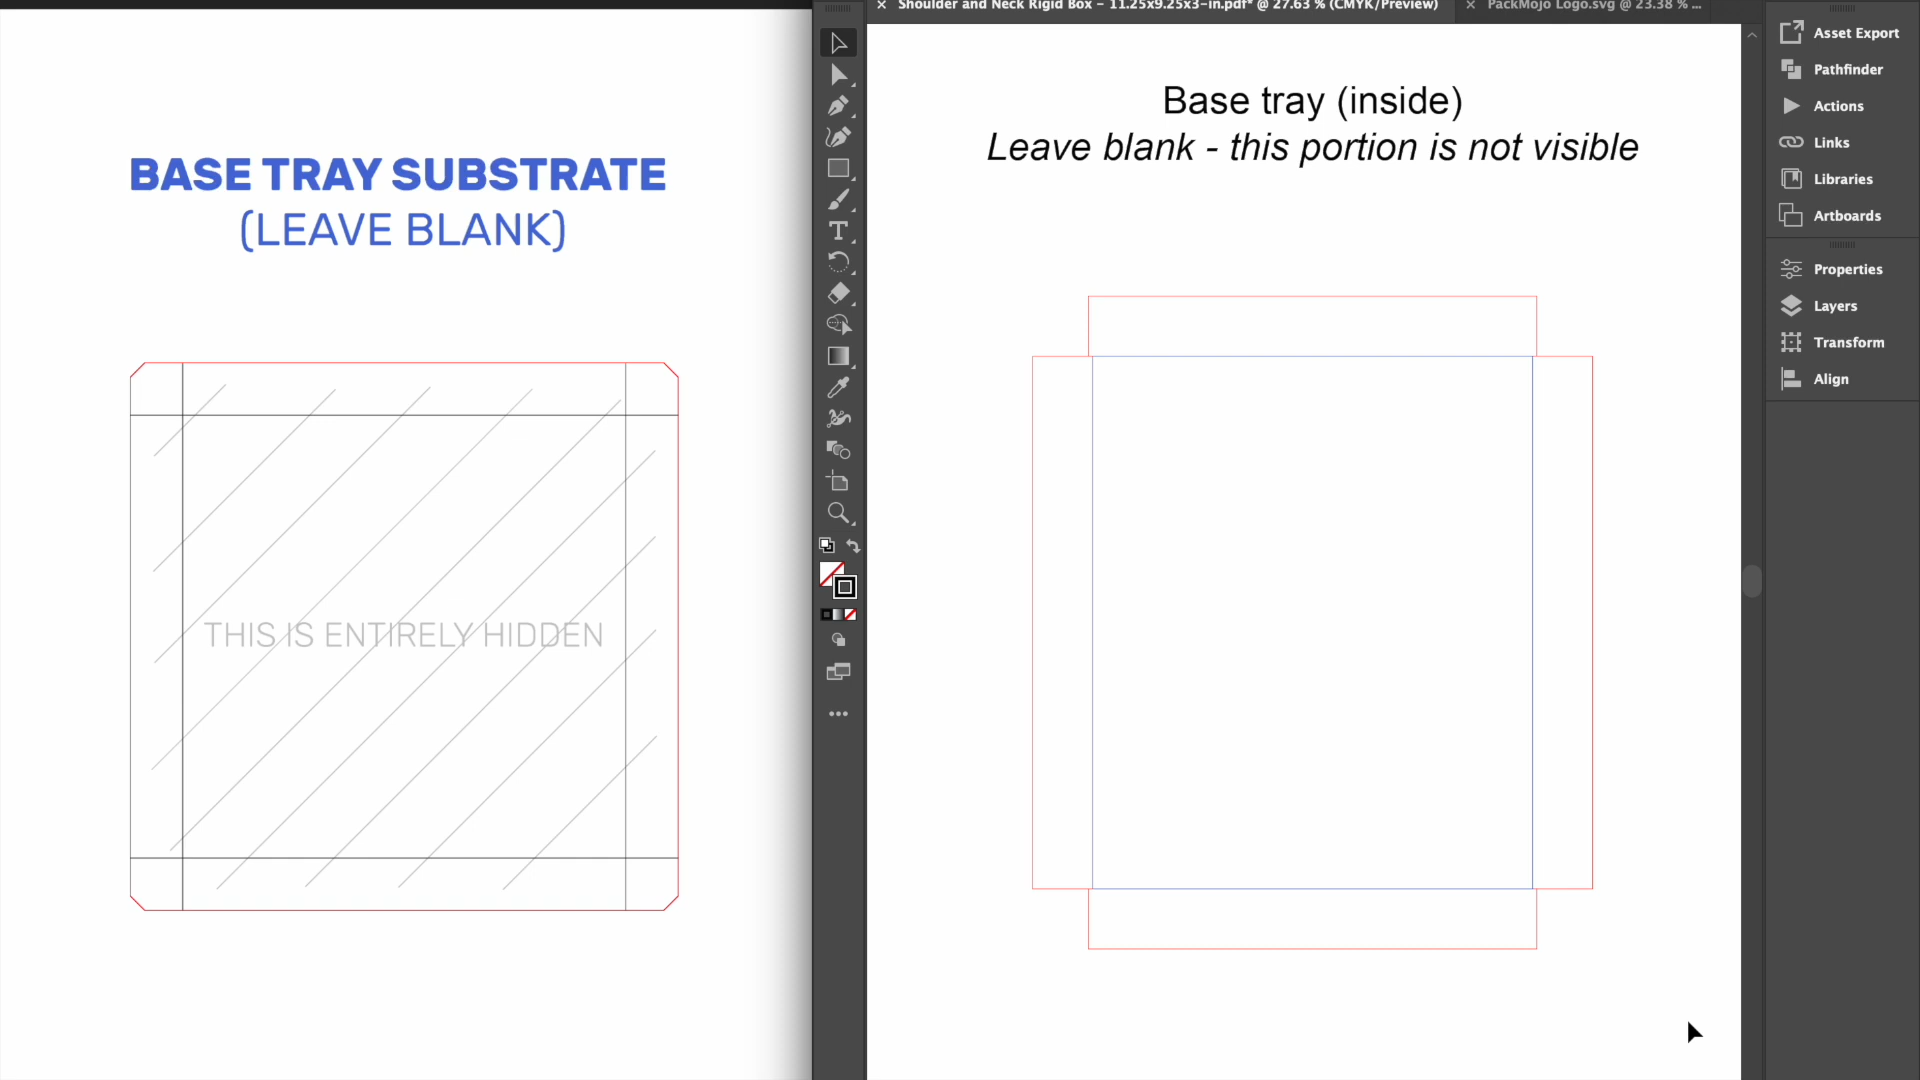 Shoulder and Neck Rigid Box - 11.25x9.25x3-in.pdf* @ 27.63 % (CMYK/Preview)
PackMojo Logo.svg @ 23.38 % ...
BASE TRAY SUBSTRATE
(LEAVE BLANK)
THIS IS ENTIRELY HIDDEN
Base tray (inside)
Leave blank - this portion is not visible
Asset Export
Pathfinder
Actions
Links
Libraries
Artboards
Properties
Layers
Transform
Align